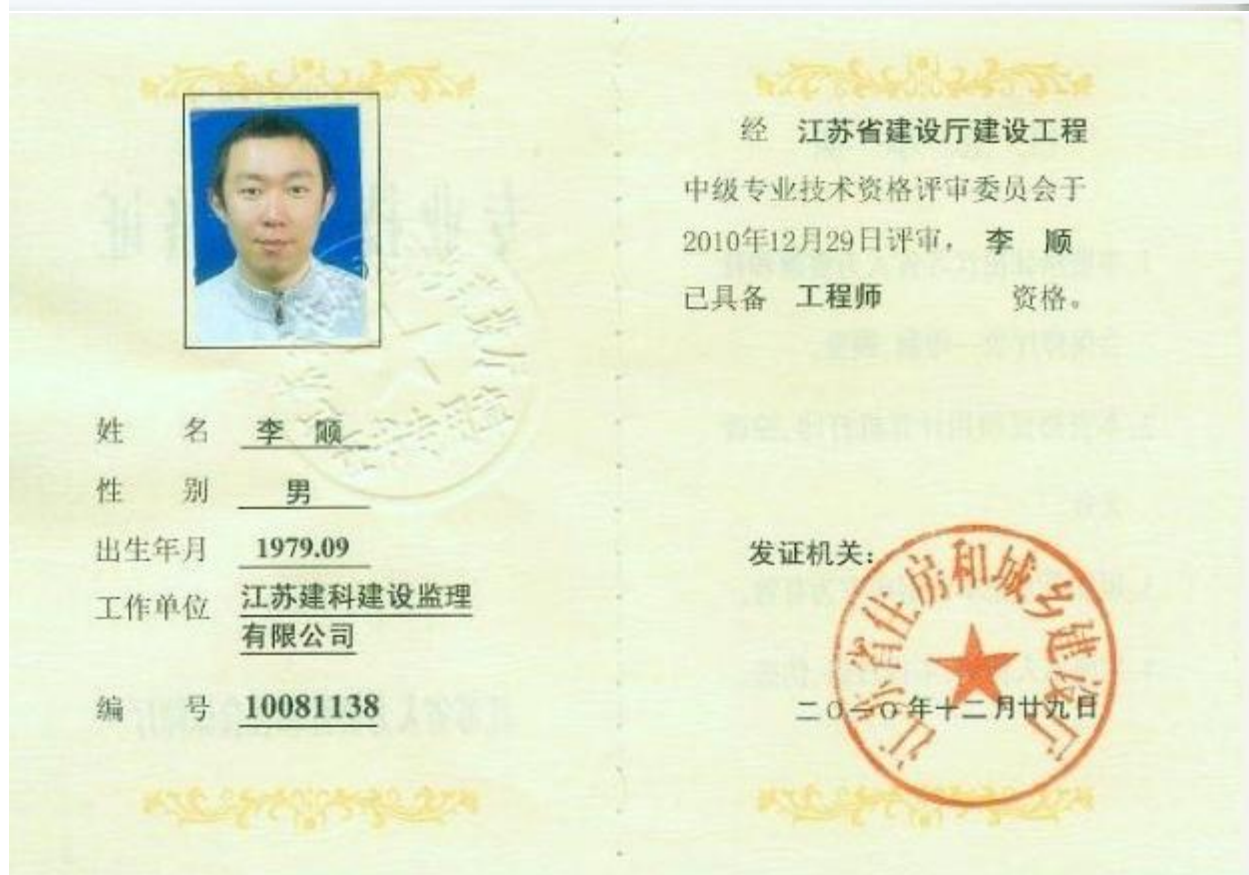 姓 名 李 顺
性 别 男
出生年月 1979.09
工作单位 江苏建科建设监理
有限公司
编 号 10081138
经 江苏省建设厅建设工程
中级专业技术资格评审委员会于
2010年12月29日评审， 李 顺
已具备 工程师 资格。
发证机关：
江苏省住房和城乡建设厅
二〇一〇年十二月廿九日